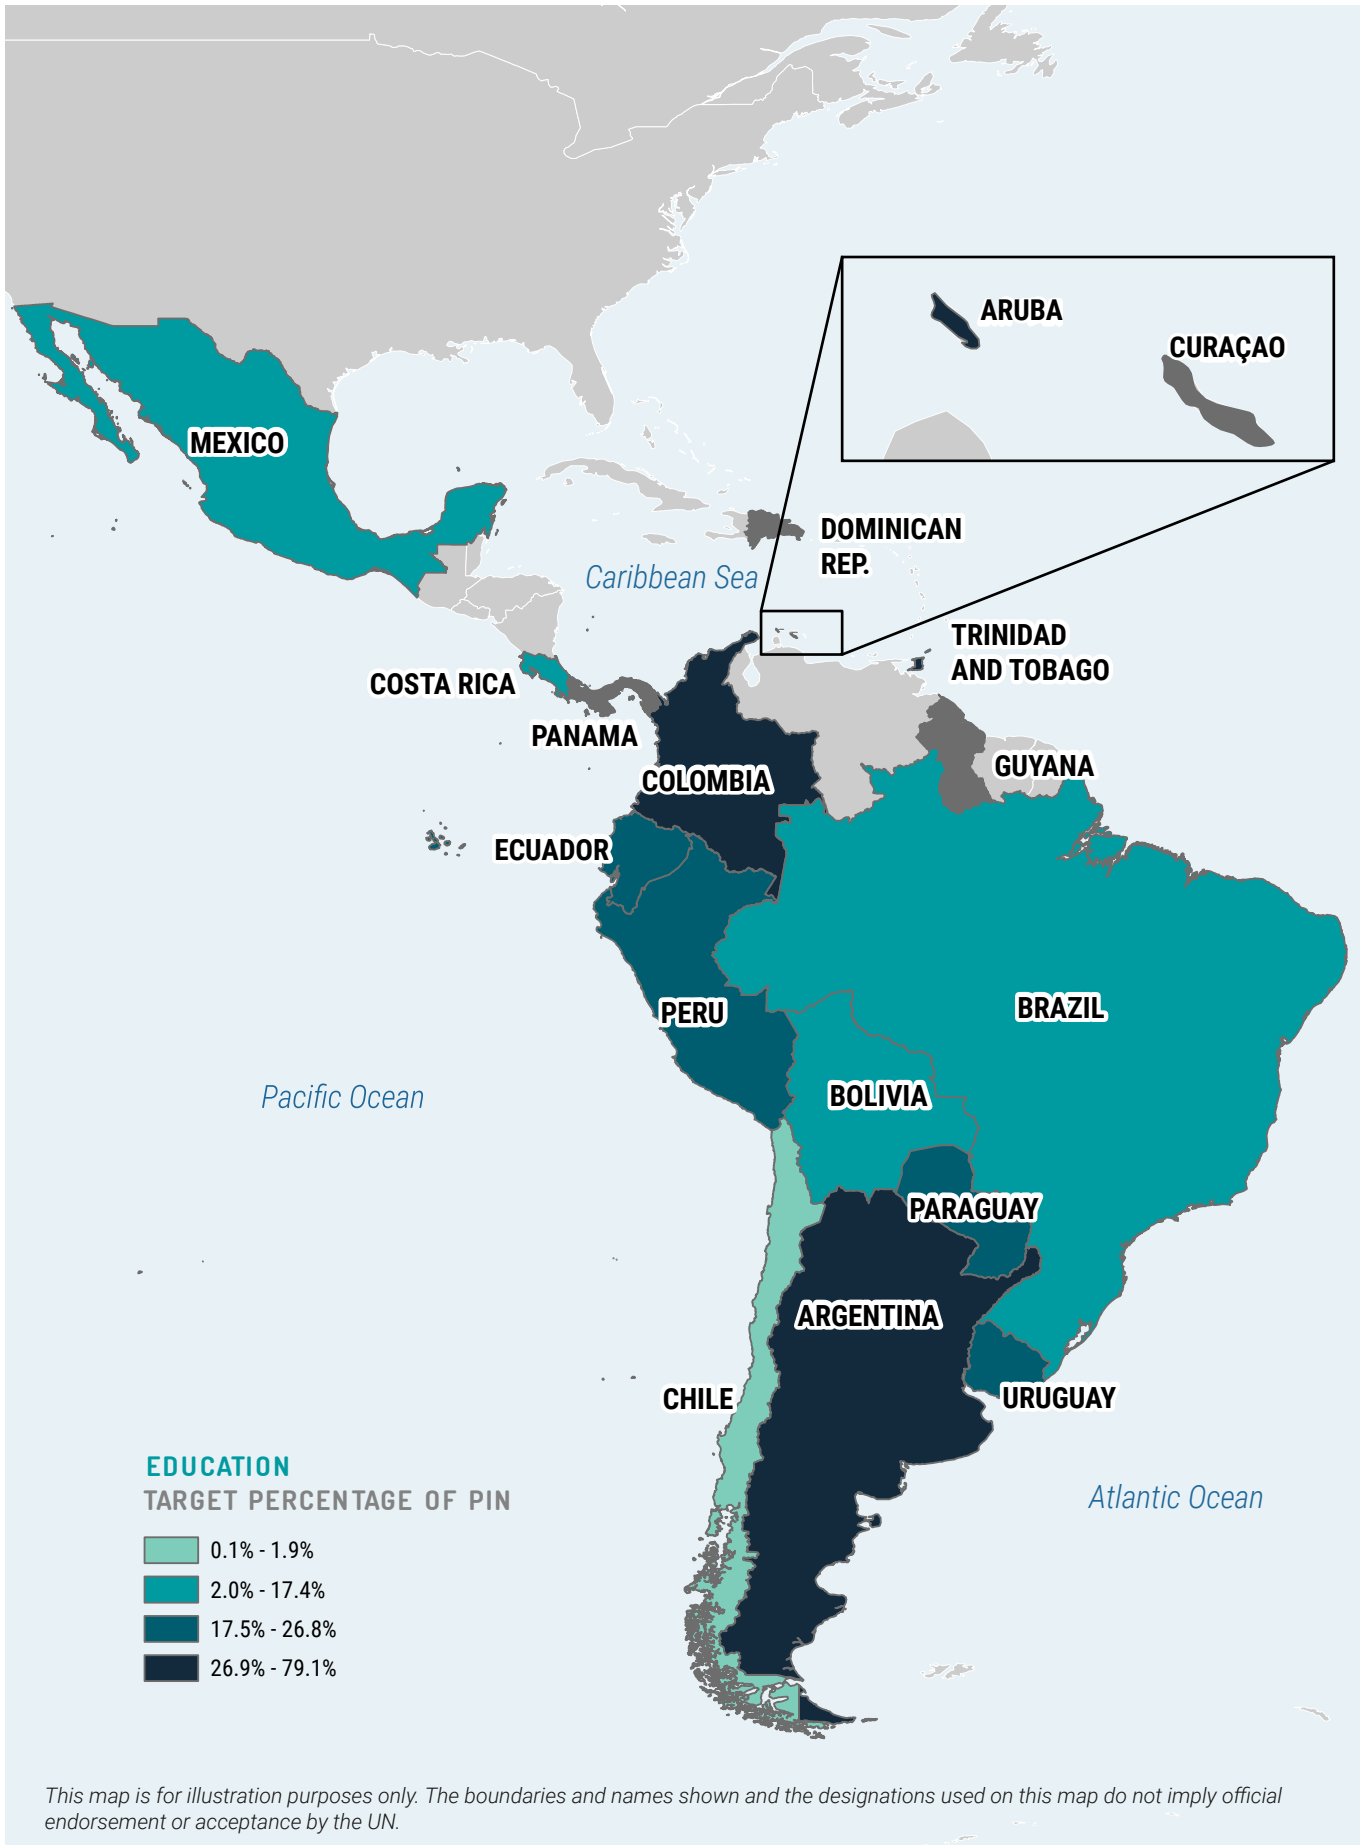 ARUBA
CURAÇAO
MEXICO
DOMINICAN
REP.
Caribbean Sea
TRINIDAD
AND TOBAGO
COSTA RICA
PANAMA
GUYANA
COLOMBIA
ECUADOR
BRAZIL
PERU
BOLIVIA
Pacific Ocean
PARAGUAY
ARGENTINA
CHILE
URUGUAY
Atlantic Ocean
EDUCATION
TARGET PERCENTAGE OF PIN
0.1% - 1.9%
2.0% - 17.4%
17.5% - 26.8%
26.9% - 79.1%
This map is for illustration purposes only. The boundaries and names shown and the designations used on this map do not imply official
endorsement or acceptance by the UN.